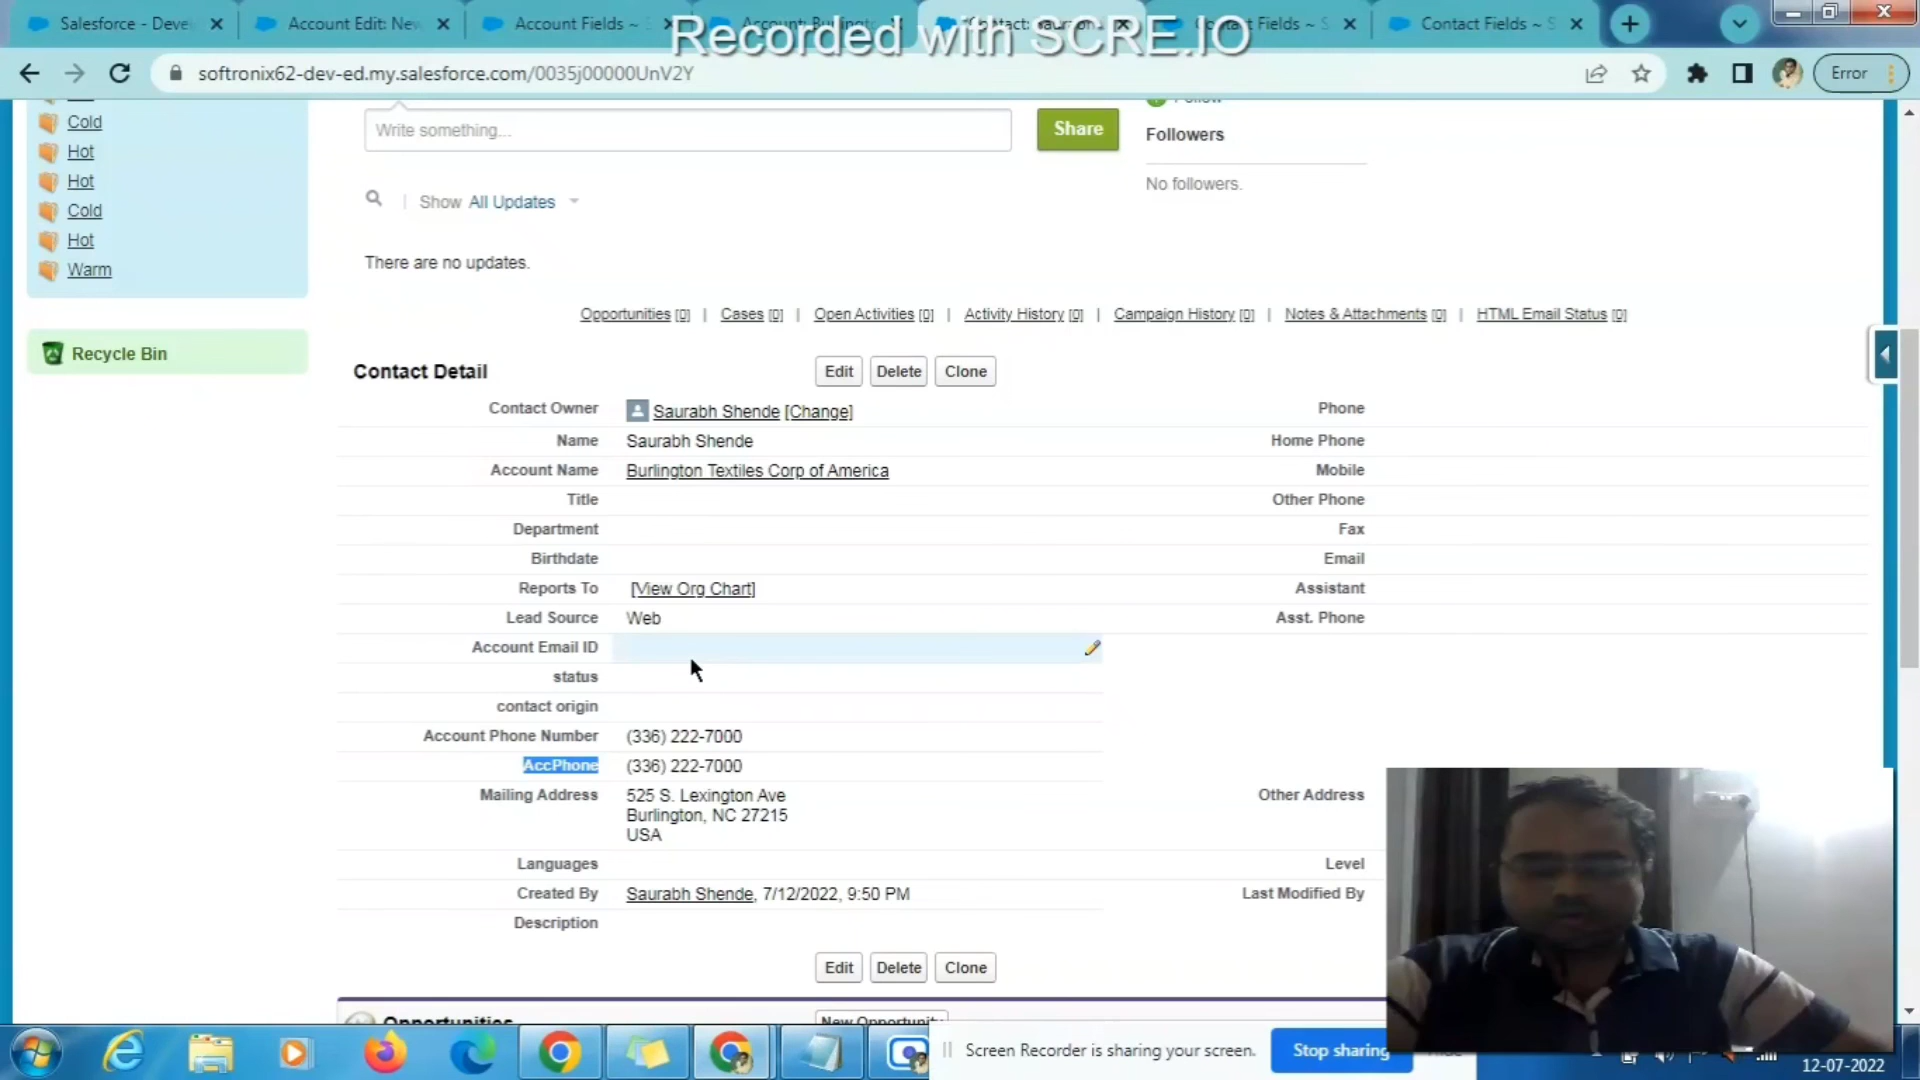 Salesforce - Deve
Account Edit: Nev
Account Fields ~
Contact Fields ~ S
Recorded with SCRE.IO
softronix62-dev-ed.my.salesforce.com/0035j00000UnV2Y
Error
Cold
Hot
Hot
Cold
Hot
Warm
Recycle Bin
Write something...
Share
Follow
Followers
No followers.
Show All Updates
There are no updates.
Opportunities [0] | Cases [0] | Open Activities [0] | Activity History [0] | Campaign History [0] | Notes & Attachments [0] | HTML Email Status [0]
Contact Detail
Edit Delete Clone
Contact Owner Saurabh Shende [Change] Phone
Name Saurabh Shende Home Phone
Account Name Burlington Textiles Corp of America Mobile
Title Other Phone
Department Fax
Birthdate Email
Reports To [View Org Chart] Assistant
Lead Source Web Asst. Phone
Account Email ID
status
contact origin
Account Phone Number (336) 222-7000
AccPhone (336) 222-7000
Mailing Address 525 S. Lexington Ave Other Address
Burlington, NC 27215
USA
Languages Level
Created By Saurabh Shende, 7/12/2022, 9:50 PM Last Modified By
Description
Edit Delete Clone
Opportunities New Opportunity
Screen Recorder is sharing your screen. Stop sharing
12-07-2022